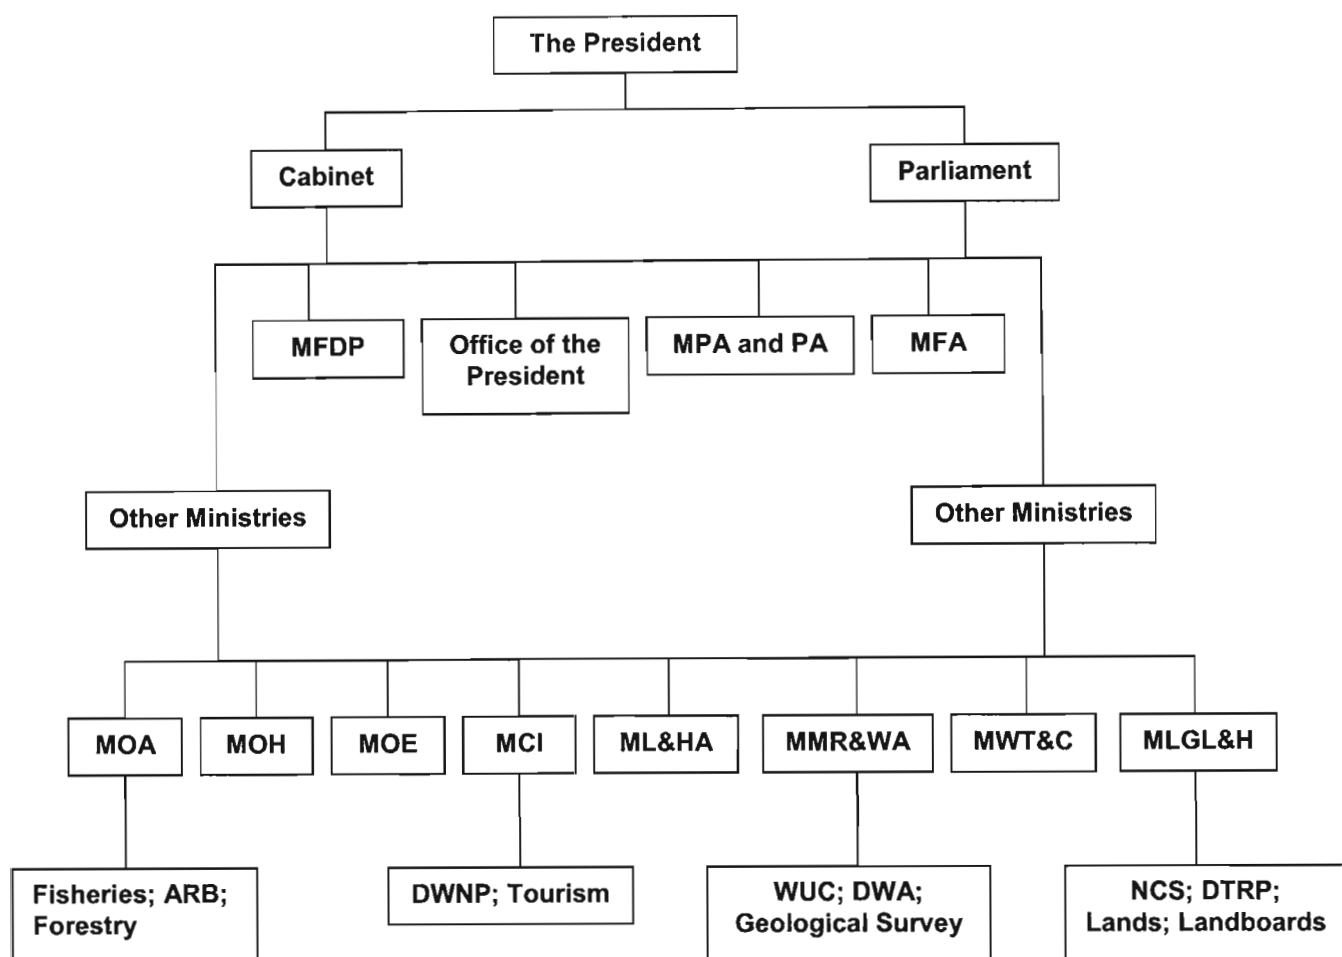 The President
Cabinet
Parliament
MFDP
Office of the
President
MPA and PA
MFA
Other Ministries
Other Ministries
MOA
MOH
MOE
MCI
ML&HA
MMR&WA
MWT&C
MLGL&H
Fisheries; ARB;
Forestry
DWNP; Tourism
WUC; DWA;
Geological Survey
NCS; DTRP;
Lands; Landboards